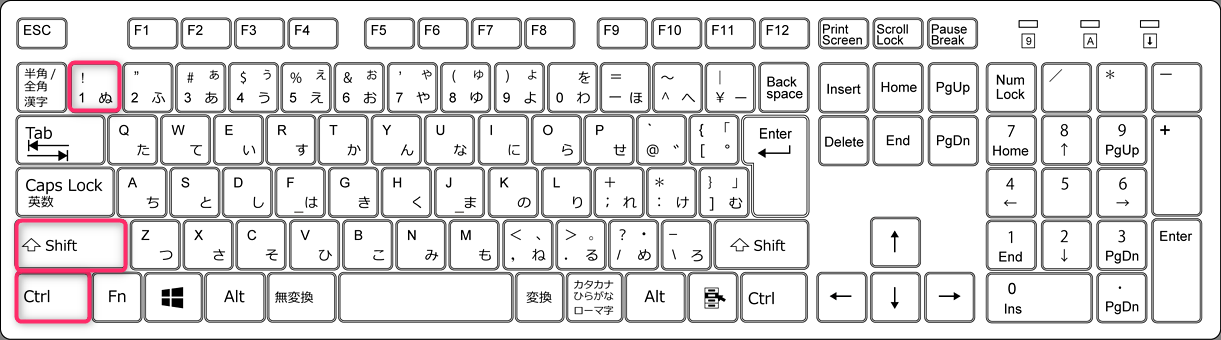 ESC F1 F2 F3 F4 F5 F6 F7 F8 F9 F10 F11 F12 Print Screen Scroll Lock Pause Break 9 A ↓
半角/
全角
漢字
! 1 ぬ
" 2 ふ
# ぁ 3 あ
$ ぅ 4 う
% ぇ 5 え
& ぉ 6 お
' ゃ 7 や
( ゅ 8 ゆ
) ょ 9 よ
を 0 わ
= ー ほ
～ ^ へ
| ¥ ー
Back
space
Insert Home PgUp
Num
Lock
／ ＊ －
Tab
Q た
W て
E い
R す
T か
Y ん
U な
I に
O ら
P せ
` @ ゛
{ 「 [ ゜
Enter
Delete End PgDn
7 Home
8 ↑
9 PgUp
+
Caps Lock
英数
A ち
S と
D し
F _は
G き
H く
J _ま
K の
L り
+ ; れ
* : け
} 」 ] む
4 ←
5
6 →
Shift
Z つ
X さ
C そ
V ひ
B こ
N み
M も
< 、 , ね
> 。 . る
? ・ / め
_ \ ろ
Shift
↑
1 End
2 ↓
3 PgDn
Enter
Ctrl Fn Alt 無変換 変換
カタカナ
ひらがな
ローマ字
Alt Ctrl
← ↓ →
0 Ins
. PgDn